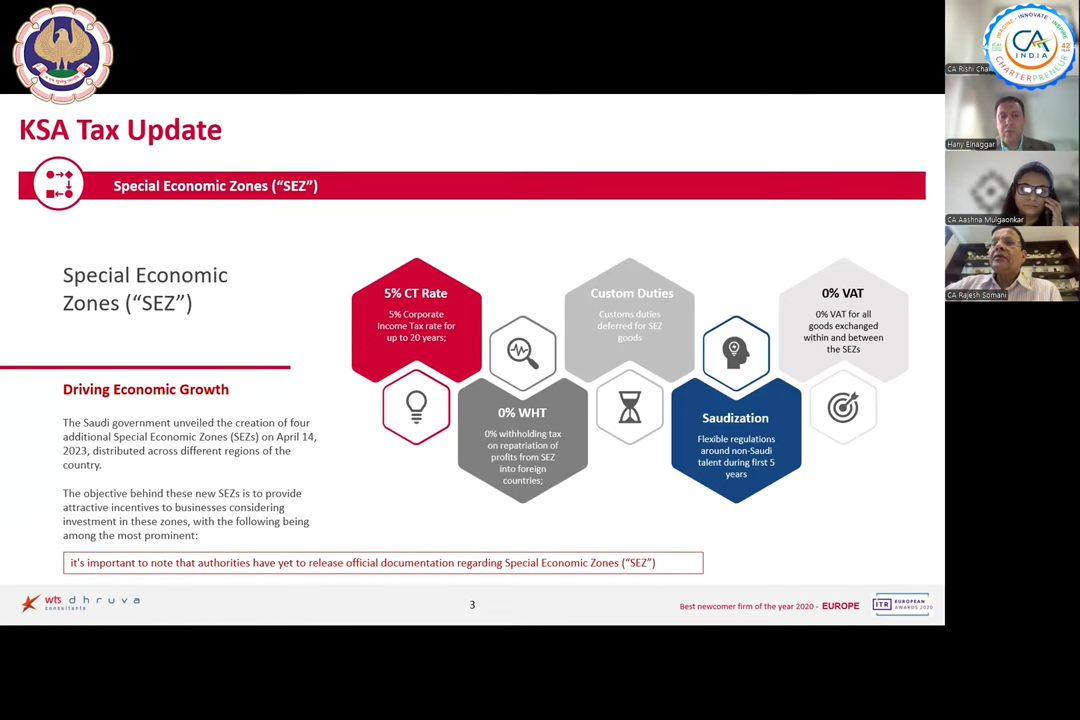 KSA Tax Update
Special Economic Zones (“SEZ”)
Special Economic
Zones (“SEZ”)
Driving Economic Growth
The Saudi government unveiled the creation of four
additional Special Economic Zones (SEZs) on April 14,
2023, distributed across different regions of the
country.
The objective behind these new SEZs is to provide
attractive incentives to businesses considering
investment in these zones, with the following being
among the most prominent:
5% CT Rate
5% Corporate
Income Tax rate for
up to 20 years;
0% WHT
0% withholding tax
on repatriation of
profits from SEZ
into foreign
countries;
Custom Duties
Customs duties
deferred for SEZ
goods
Saudization
Flexible regulations
around non-Saudi
talent during first 5
years
0% VAT
0% VAT for all
goods exchanged
within and between
the SEZs
it's important to note that authorities have yet to release official documentation regarding Special Economic Zones (“SEZ”)
wts dhruva
consultants
3
Best newcomer firm of the year 2020 - EUROPE
ITR EUROPEAN
AWARDS 2020
IMAGINE • INNOVATE • INSPIRE
CA
INDIA
CHARTERPRENEUR
42
CA Rishi
Hany Elnaggar
CA Aashna Mulgaonkar
CA Rajesh Somani